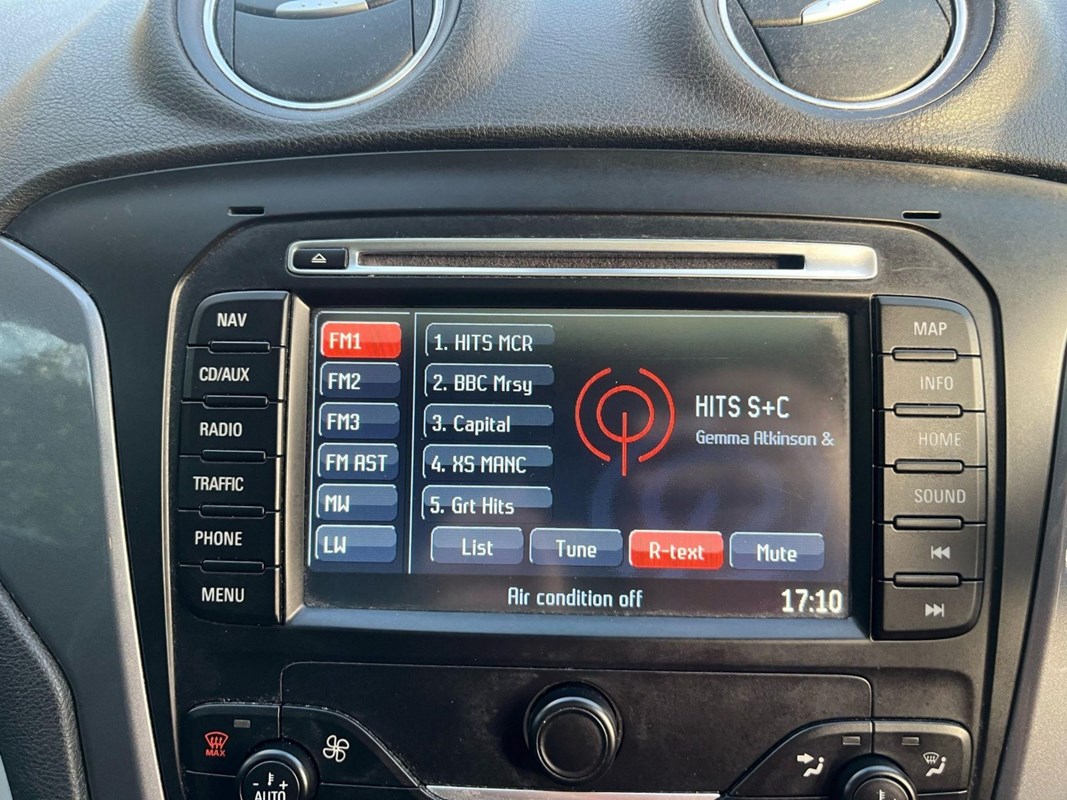 NAV
CD/AUX
RADIO
TRAFFIC
PHONE
MENU
FM1
FM2
FM3
FM AST
MW
LW
1. HITS MCR
2. BBC Mrsy
3. Capital
4. XS MANC
5. Grt Hits
HITS S+C
Gemma Atkinson &
List
Tune
R-text
Mute
Air condition off
17:10
MAP
INFO
HOME
SOUND
MAX
- +
AUTO